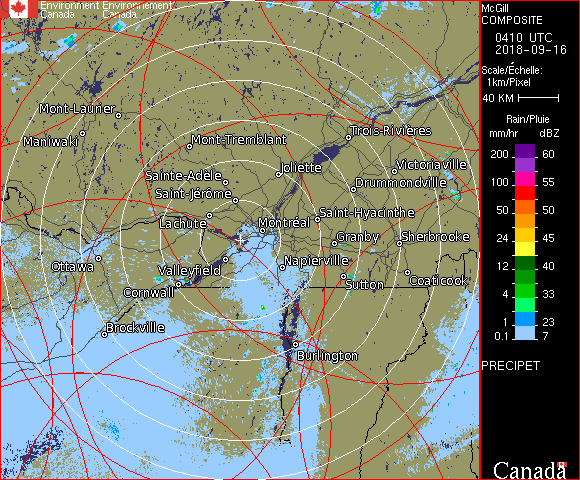 Environment Environnement
Canada Canada
McGill
COMPOSITE
0410 UTC
2018-09-16
Scale/Échelle:
1km/Pixel
40 KM
Rain/Pluie
mm/hr dBZ
200 60
100 55
50 50
24 45
12 40
4 33
1 23
0.1 7
PRECIPET
Canada
Mont-Laurier
Maniwaki
Mont-Tremblant
Trois-Rivières
Sainte-Adèle
Joliette
Victoriaville
Saint-Jérôme
Drummondville
Lachute
Montréal
Saint-Hyacinthe
Granby
Sherbrooke
Ottawa
Valleyfield
Napierville
Cornwall
Sutton
Coaticook
Brockville
Burlington